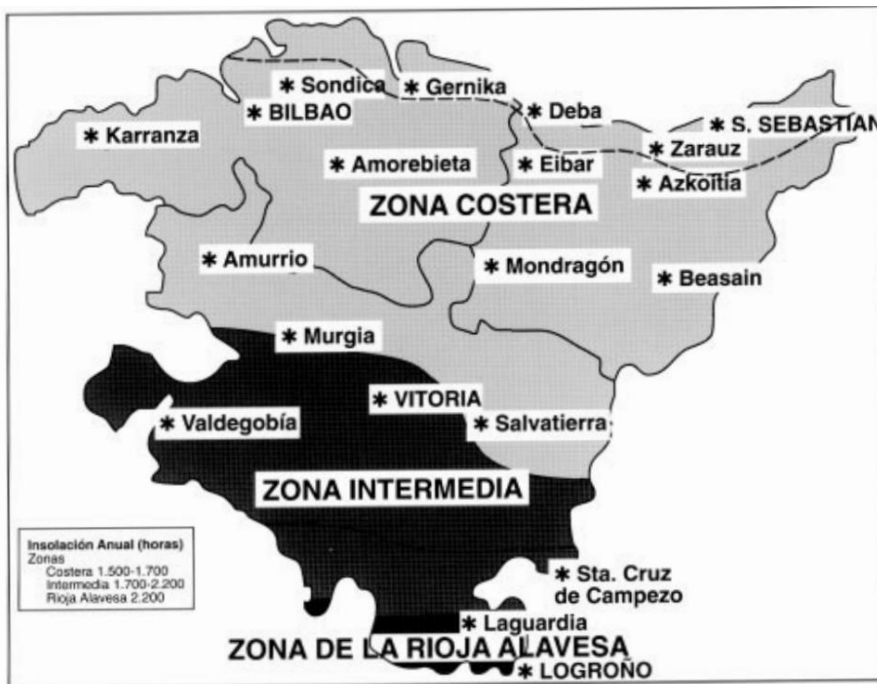 * Sondica
* Gernika
* BILBAO
* Deba
* S. SEBASTIAN
* Karranza
* Zarauz
* Amorebieta
* Eibar
* Azkoitia
ZONA COSTERA
* Amurrio
* Mondragón
* Beasain
* Murgia
* VITORIA
* Valdegobía
* Salvatierra
ZONA INTERMEDIA
Insolación Anual (horas)
Zonas
Costera 1.500-1.700
Intermedia 1.700-2.200
Rioja Alavesa 2.200
* Sta. Cruz
de Campezo
* Laguardia
ZONA DE LA RIOJA ALAVESA
* LOGROÑO